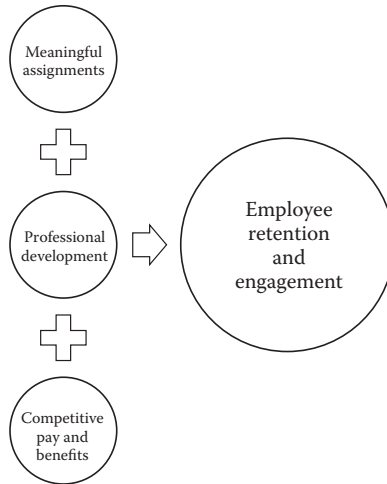 Meaningful
assignments
Professional
development
Employee
retention
and
engagement
Competitive
pay and
benefits